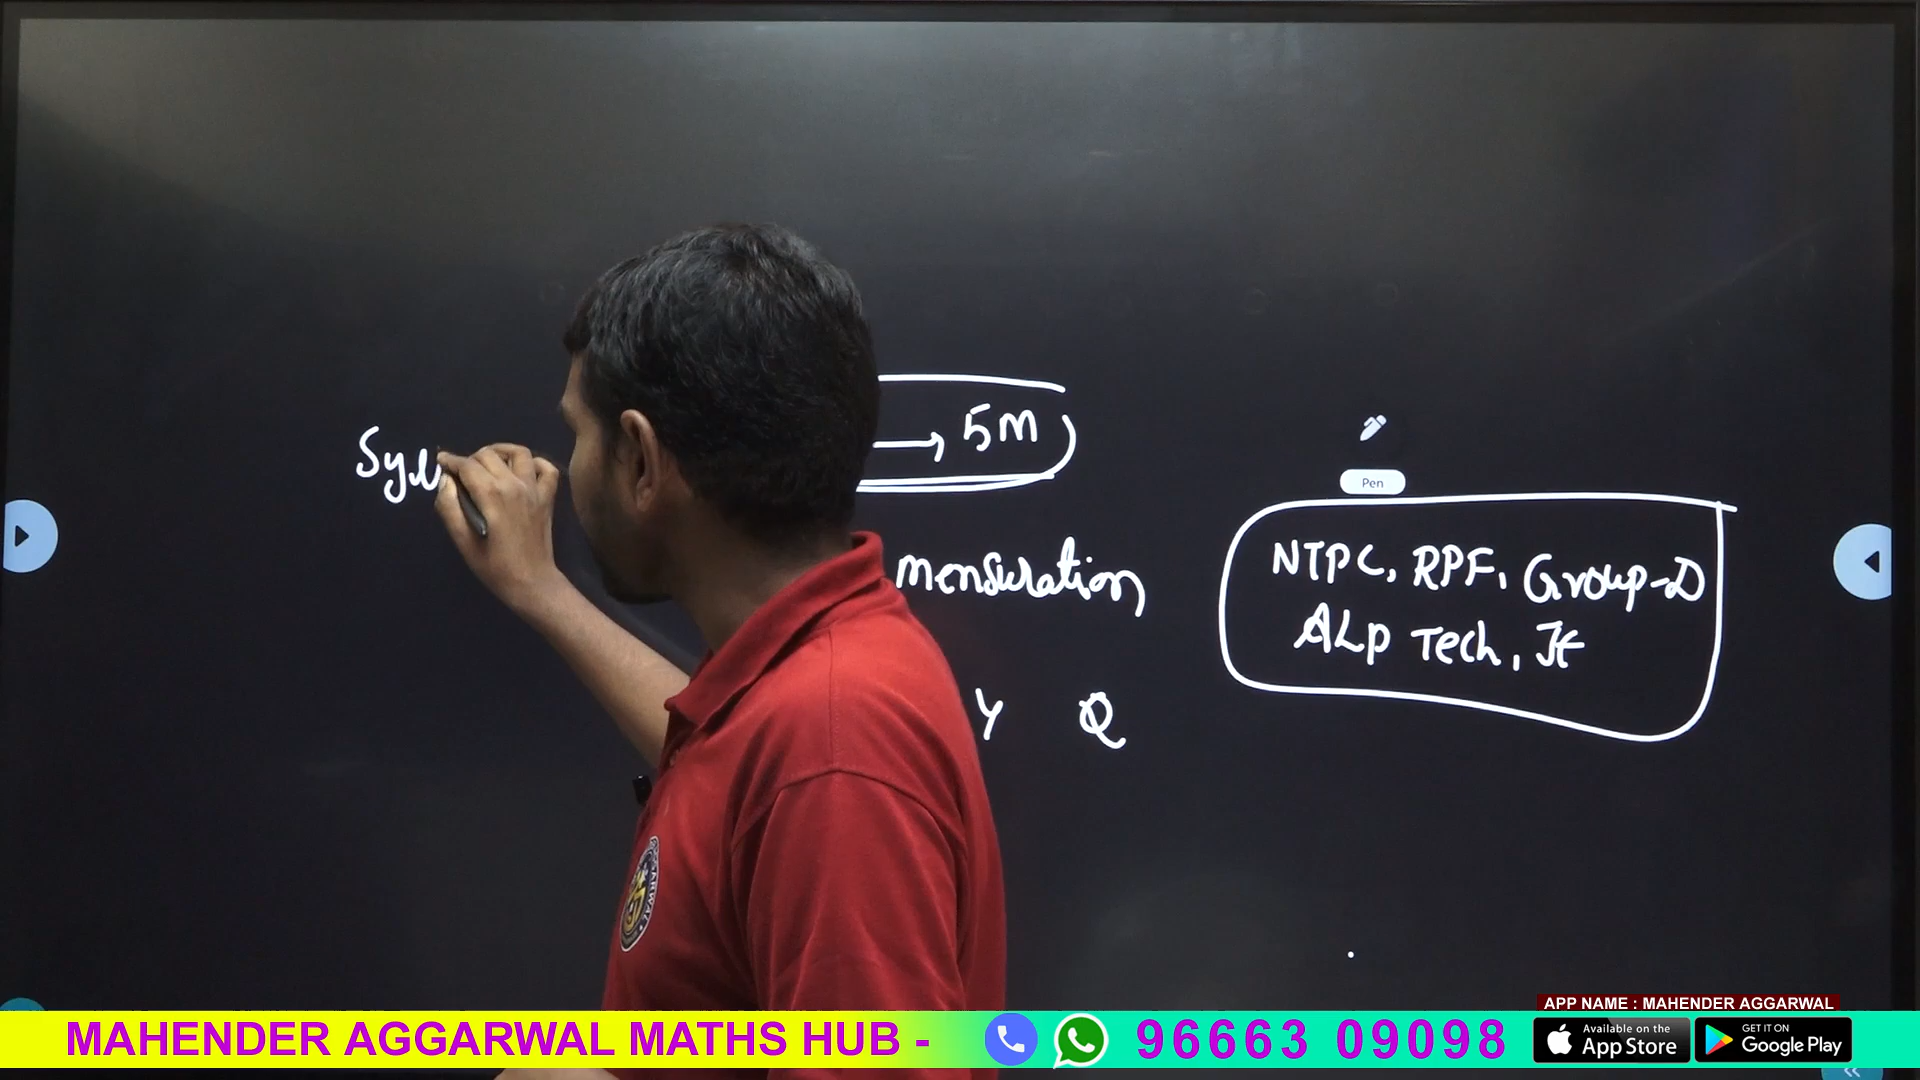 → 5M
Syll
Pen
mensuration
NTPC, RPF, Group-D
ALP Tech, JE
Y Q
APP NAME : MAHENDER AGGARWAL
MAHENDER AGGARWAL MATHS HUB - 96663 09098
Available on the App Store
GET IT ON Google Play